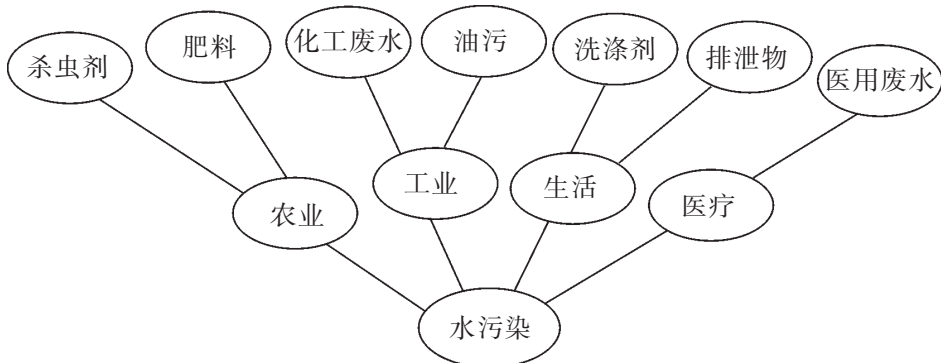 杀虫剂
肥料
化工废水
油污
洗涤剂
排泄物
医用废水
农业
工业
生活
医疗
水污染